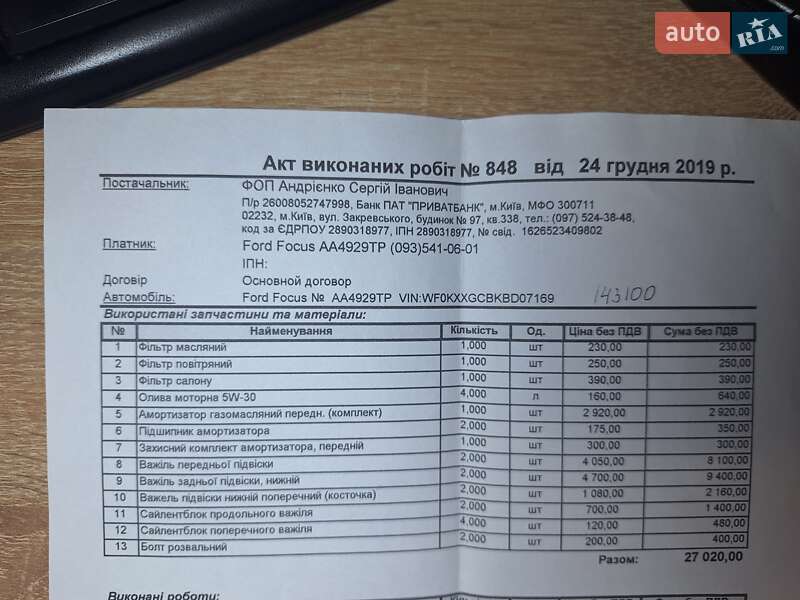 auto RIA .com
Акт виконаних робіт № 848 від 24 грудня 2019 р.
Постачальник: ФОП Андрієнко Сергій Іванович
П/р 26008052747998, Банк ПАТ "ПРИВАТБАНК", м.Київ, МФО 300711
02232, м.Київ, вул. Закревського, будинок № 97, кв.338, тел.: (097) 524-38-48,
код за ЄДРПОУ 2890318977, ІПН 2890318977, № свід. 1626523409802
Платник: Ford Focus AA4929TP (093)541-06-01
ІПН:
Договір Основной договор
Автомобіль: Ford Focus № AA4929TP VIN:WF0KXXGCBKBD07169 143100
Використані запчастини та матеріали:
№ Найменування Кількість Од. Ціна без ПДВ Сума без ПДВ
1 Фільтр масляний 1,000 шт 230,00 230,00
2 Фільтр повітряний 1,000 шт 250,00 250,00
3 Фільтр салону 1,000 шт 390,00 390,00
4 Олива моторна 5W-30 4,000 л 160,00 640,00
5 Амортизатор газомасляний передн. (комплект) 1,000 шт 2 920,00 2 920,00
6 Підшипник амортизатора 2,000 шт 175,00 350,00
7 Захисний комплект амортизатора, передній 1,000 шт 300,00 300,00
8 Важіль передньої підвіски 2,000 шт 4 050,00 8 100,00
9 Важіль задньої підвіски, нижній 2,000 шт 4 700,00 9 400,00
10 Важель підвіски нижній поперечний (косточка) 2,000 шт 1 080,00 2 160,00
11 Сайлентблок продольного важіля 2,000 шт 700,00 1 400,00
12 Сайлентблок поперечного важіля 4,000 шт 120,00 480,00
13 Болт розвальний 2,000 шт 200,00 400,00
Разом: 27 020,00
Виконані роботи: